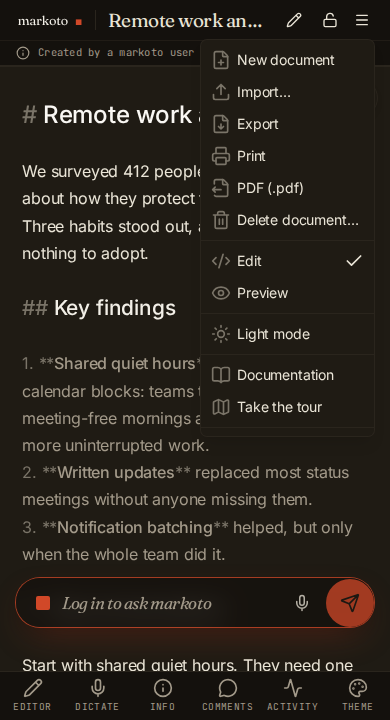 markoto
Remote work an…
Created by a markoto user
New document
Import…
Export
Print
PDF (.pdf)
Delete document…
Edit
Preview
Light mode
Documentation
Take the tour
# Remote work
We surveyed 412 people
about how they protect
Three habits stood out,
nothing to adopt.
## Key findings
1. **Shared quiet hours*
calendar blocks: teams
meeting-free mornings
more uninterrupted work.
2. **Written updates** replaced most status
meetings without anyone missing them.
3. **Notification batching** helped, but only
when the whole team did it.
Log in to ask markoto
Start with shared quiet hours. They need one
EDITOR
DICTATE
INFO
COMMENTS
ACTIVITY
THEME